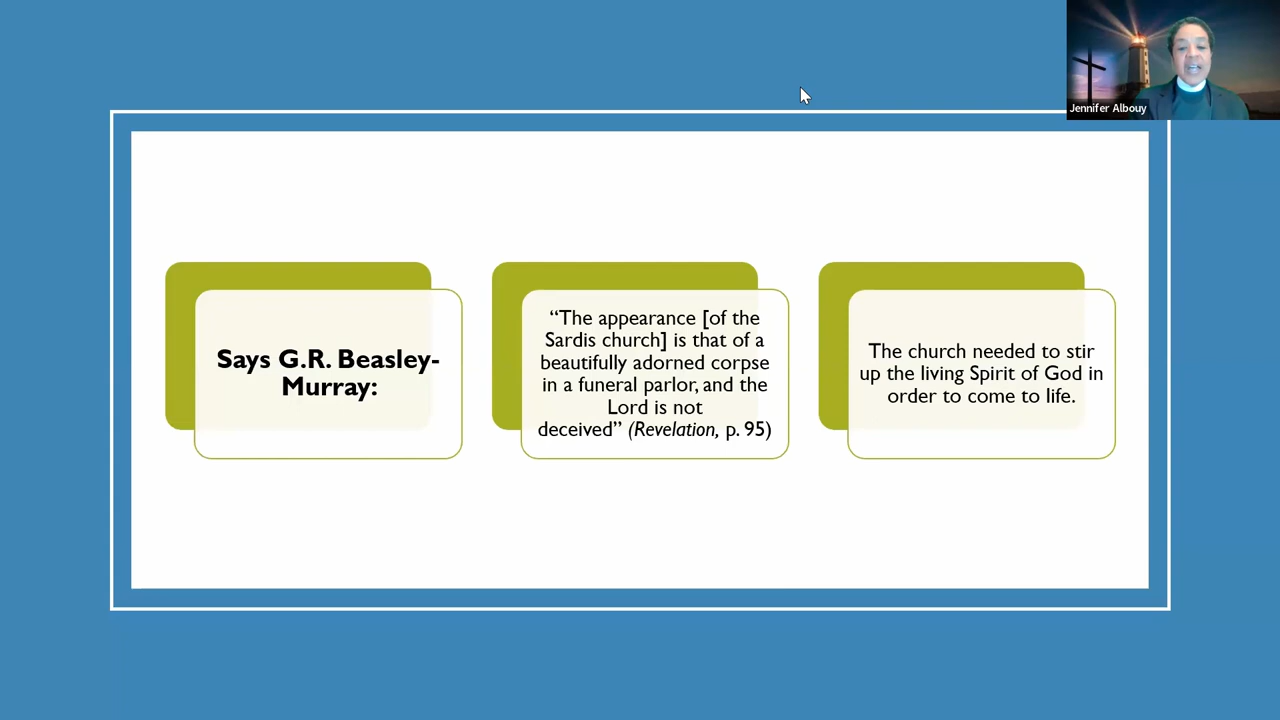 Jennifer Albouy
Says G.R. Beasley-
Murray:
“The appearance [of the
Sardis church] is that of a
beautifully adorned corpse
in a funeral parlor, and the
Lord is not
deceived” (Revelation, p. 95)
The church needed to stir
up the living Spirit of God in
order to come to life.